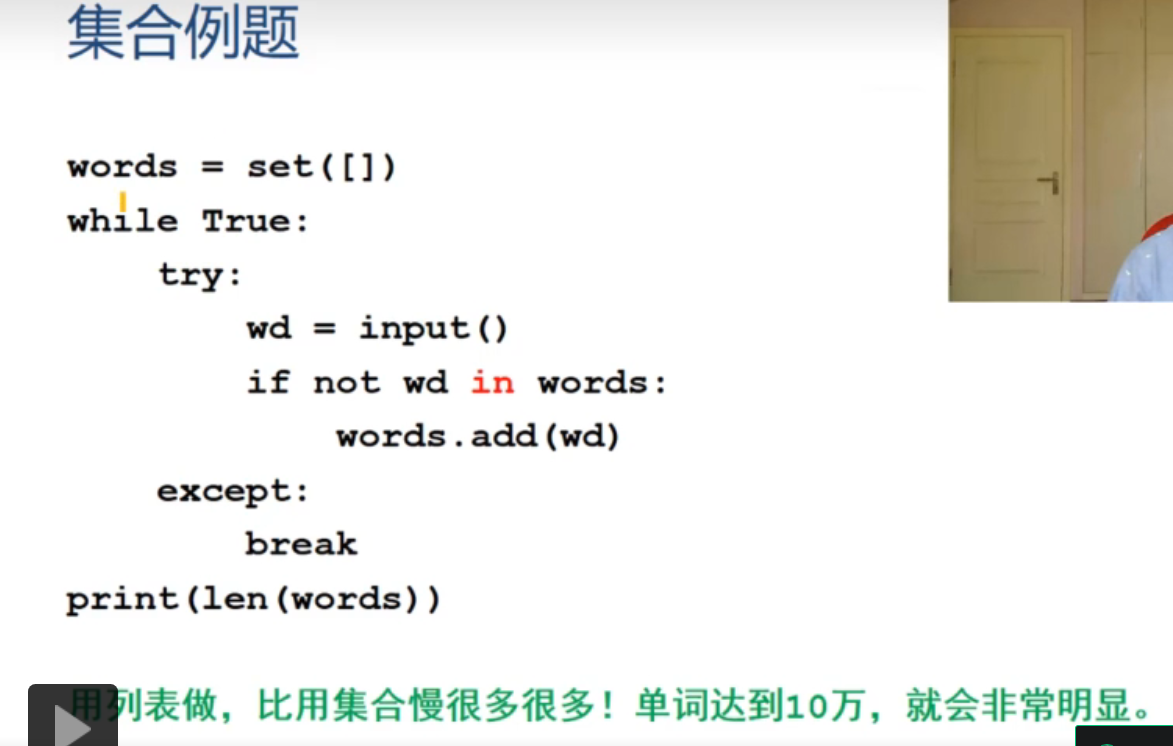 集合例题
words = set([])
while True:
    try:
        wd = input()
        if not wd in words:
            words.add(wd)
    except:
        break
print(len(words))
用列表做，比用集合慢很多很多！单词达到10万，就会非常明显。